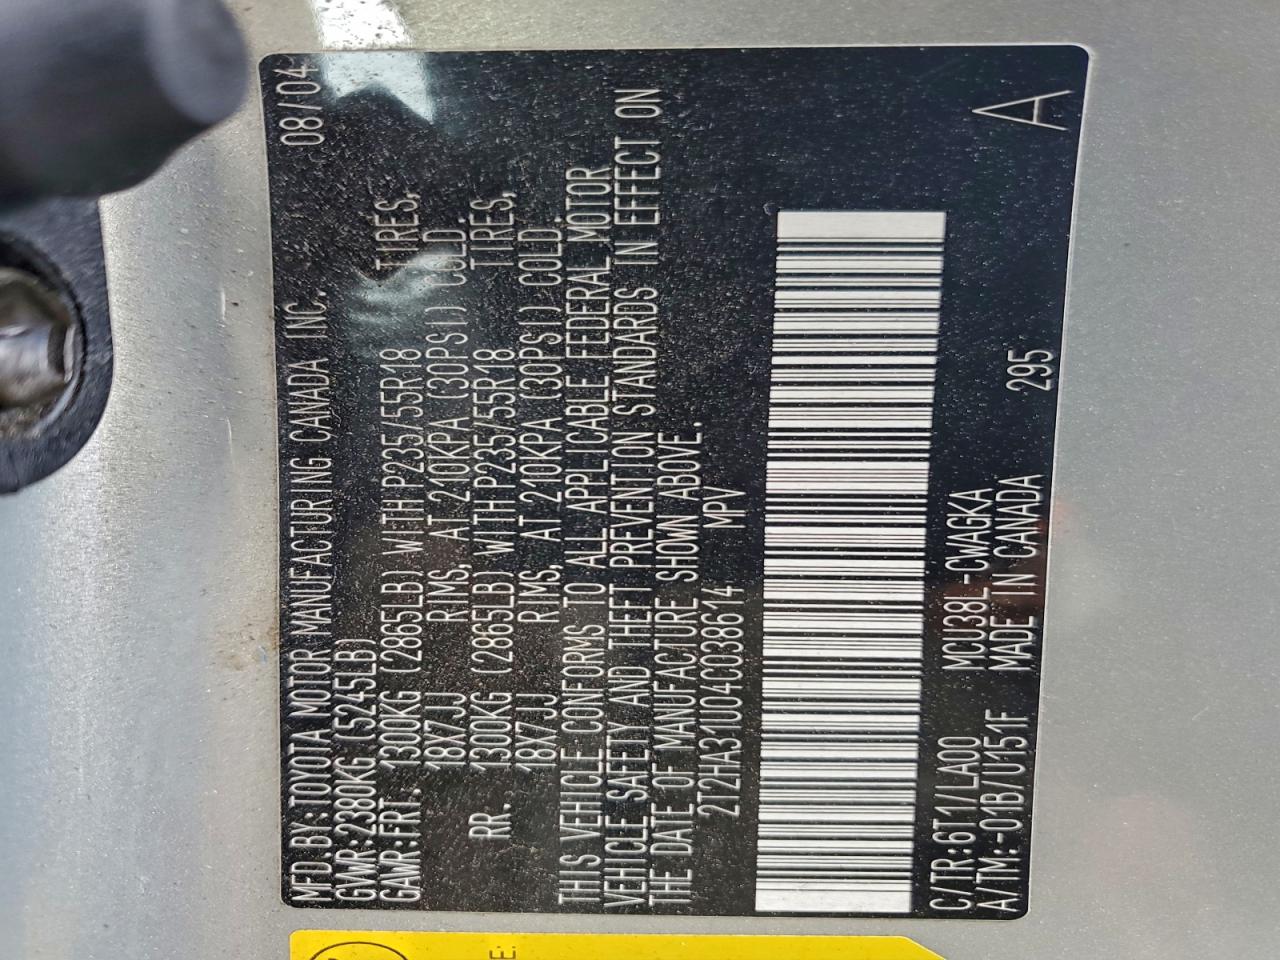 MFD.BY:TOYOTA MOTOR MANUFACTURING CANADA INC. 08/04
GVWR:2380KG (5245LB)
GAWR:FRT. 1300KG (2865LB) WITH P235/55R18 TIRES,
18X7JJ RIMS, AT 210KPA (30PSI) COLD.
RR. 1300KG (2865LB) WITH P235/55R18 TIRES,
18X7JJ RIMS, AT 210KPA (30PSI) COLD.
THIS VEHICLE CONFORMS TO ALL APPLICABLE FEDERAL MOTOR
VEHICLE SAFETY AND THEFT PREVENTION STANDARDS IN EFFECT ON
THE DATE OF MANUFACTURE SHOWN ABOVE.
2T2HA31U04C038614 MPV
C/TR:6T1/LA00 MCU38L-CWAGKA
A/TM:-01B/U151F MADE IN CANADA 295 A
E: